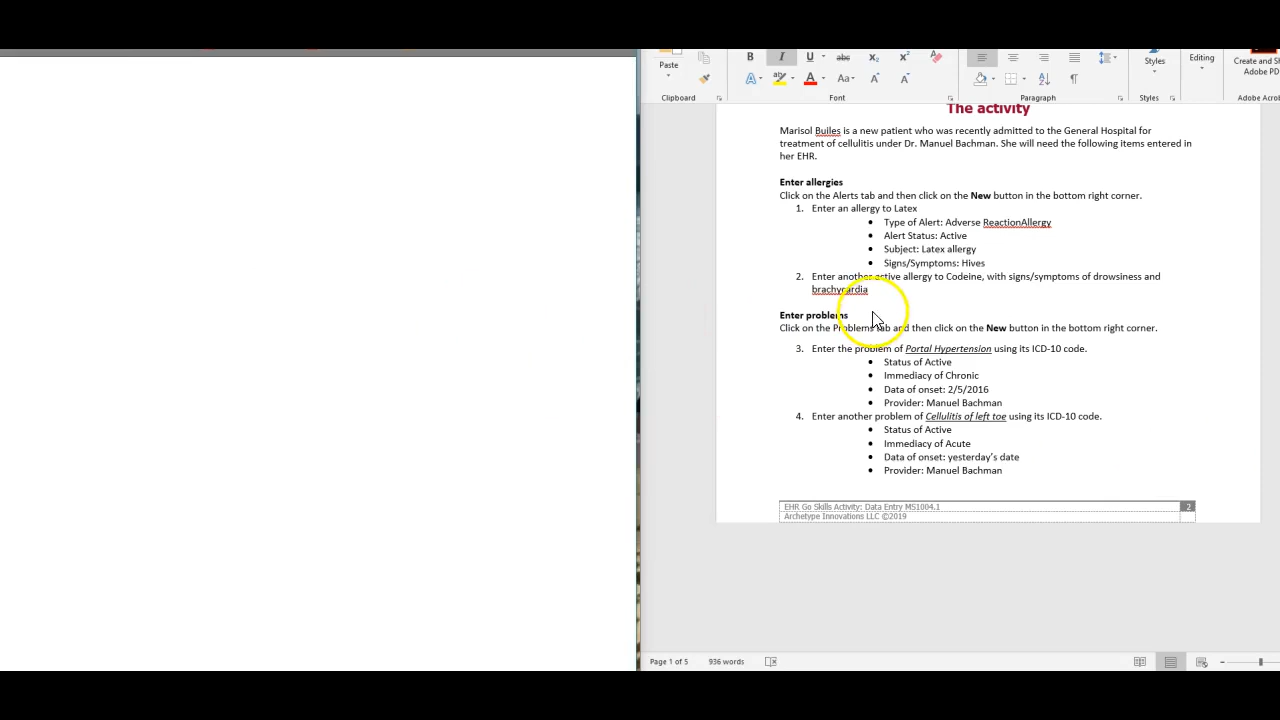 Paste
B I U abc x₂ x²
A ab A Aa A A
Editing
Styles
Create and Sh
Adobe PD
Clipboard
Font
Paragraph
Styles
Adobe Acro
The activity
Marisol Builes is a new patient who was recently admitted to the General Hospital for
treatment of cellulitis under Dr. Manuel Bachman. She will need the following items entered in
her EHR.
Enter allergies
Click on the Alerts tab and then click on the New button in the bottom right corner.
1. Enter an allergy to Latex
• Type of Alert: Adverse ReactionAllergy
• Alert Status: Active
• Subject: Latex allergy
• Signs/Symptoms: Hives
2. Enter another active allergy to Codeine, with signs/symptoms of drowsiness and
brachycardia
Enter problems
Click on the Problems tab and then click on the New button in the bottom right corner.
3. Enter the problem of Portal Hypertension using its ICD-10 code.
• Status of Active
• Immediacy of Chronic
• Data of onset: 2/5/2016
• Provider: Manuel Bachman
4. Enter another problem of Cellulitis of left toe using its ICD-10 code.
• Status of Active
• Immediacy of Acute
• Data of onset: yesterday's date
• Provider: Manuel Bachman
EHR Go Skills Activity: Data Entry MS1004.1
2
Archetype Innovations LLC ©2019
Page 1 of 5
936 words